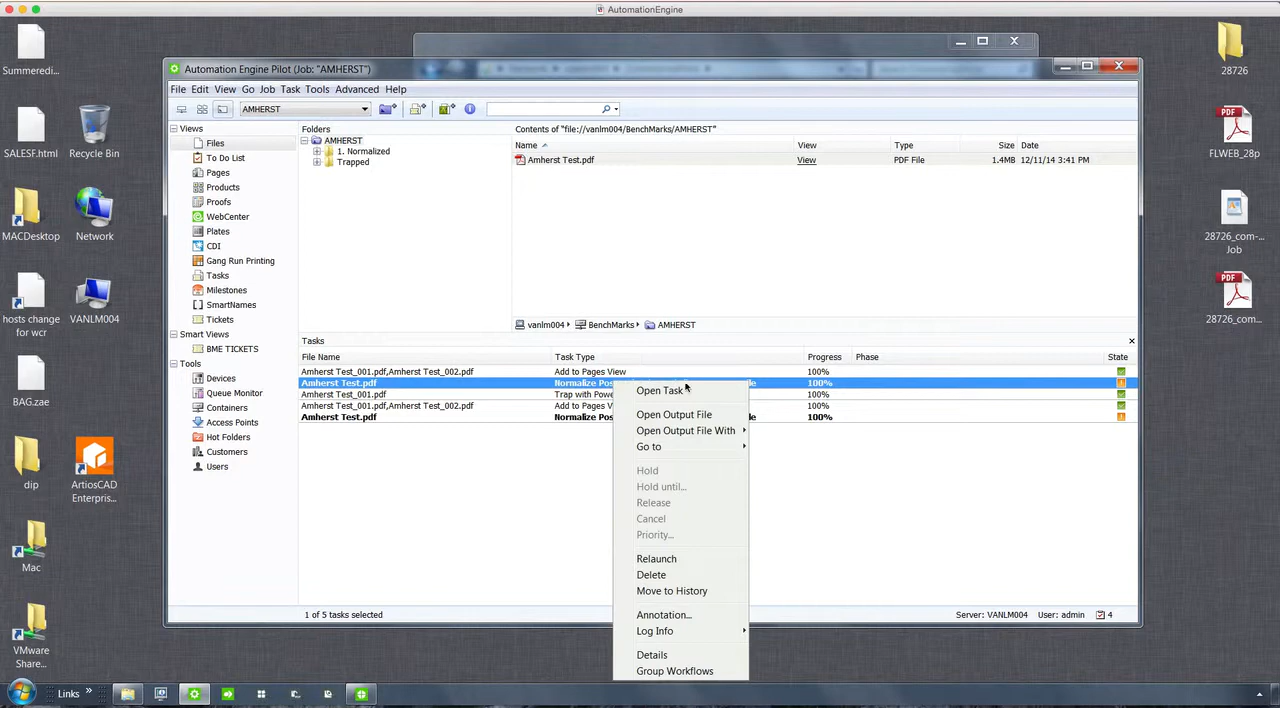 AutomationEngine
Automation Engine Pilot (Job: "AMHERST")
File Edit View Go Job Task Tools Advanced Help
AMHERST
Views
Files
To Do List
Pages
Products
Proofs
WebCenter
Plates
CDI
Gang Run Printing
Tasks
Milestones
SmartNames
Tickets
Smart Views
BME TICKETS
Tools
Devices
Queue Monitor
Containers
Access Points
Hot Folders
Customers
Users
Folders
AMHERST
1. Normalized
Trapped
Contents of "file://vanlm004/BenchMarks/AMHERST"
Name View Type Size Date
Amherst Test.pdf View PDF File 1.4MB 12/11/14 3:41 PM
vanlm004 BenchMarks AMHERST
Tasks
File Name Task Type Progress Phase State
Amherst Test_001.pdf,Amherst Test_002.pdf Add to Pages View 100%
Amherst Test.pdf Normalize Pos 100%
Amherst Test_001.pdf Trap with Powe 100%
Amherst Test_001.pdf,Amherst Test_002.pdf Add to Pages V 100%
Amherst Test.pdf Normalize Pos le 100%
Open Task
Open Output File
Open Output File With
Go to
Hold
Hold until...
Release
Cancel
Priority...
Relaunch
Delete
Move to History
Annotation...
Log Info
Details
Group Workflows
1 of 5 tasks selected
Server: VANLM004 User: admin 4
Summeredi...
SALESF.html
Recycle Bin
MACDesktop
Network
hosts change
for wcr
VANLM004
BAG.zae
dip
ArtiosCAD
Enterpris...
Mac
VMware
Share...
28726
PDF
FLWEB_28p
28726_com-...
Job
PDF
28726_com...
Links »